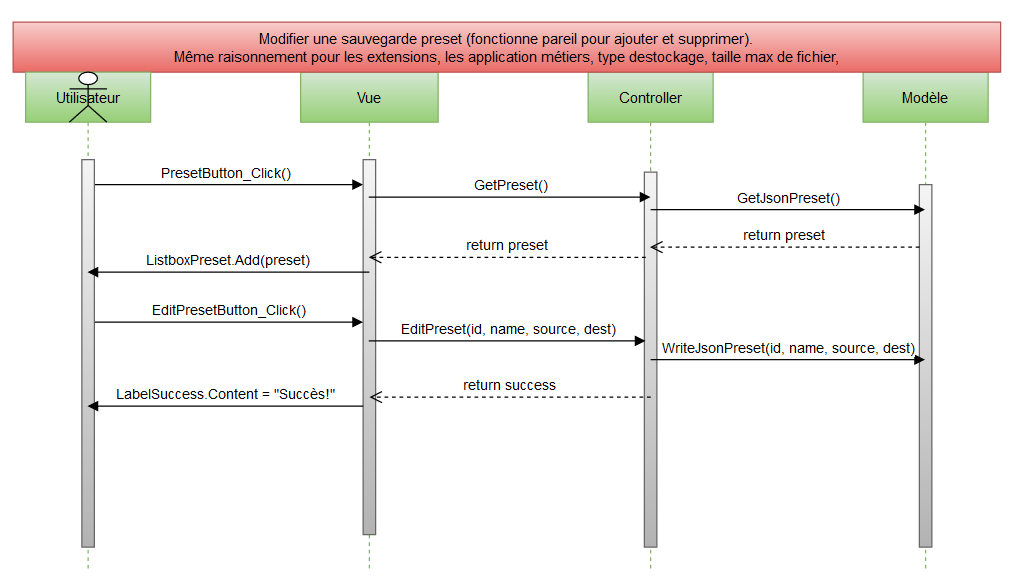 Modifier une sauvegarde preset (fonctionne pareil pour ajouter et supprimer).
Même raisonnement pour les extensions, les application métiers, type destockage, taille max de fichier,
Utilisateur
Vue
Controller
Modèle
PresetButton_Click()
GetPreset()
GetJsonPreset()
return preset
return preset
ListboxPreset.Add(preset)
EditPresetButton_Click()
EditPreset(id, name, source, dest)
WriteJsonPreset(id, name, source, dest)
return success
LabelSuccess.Content = "Succès!"